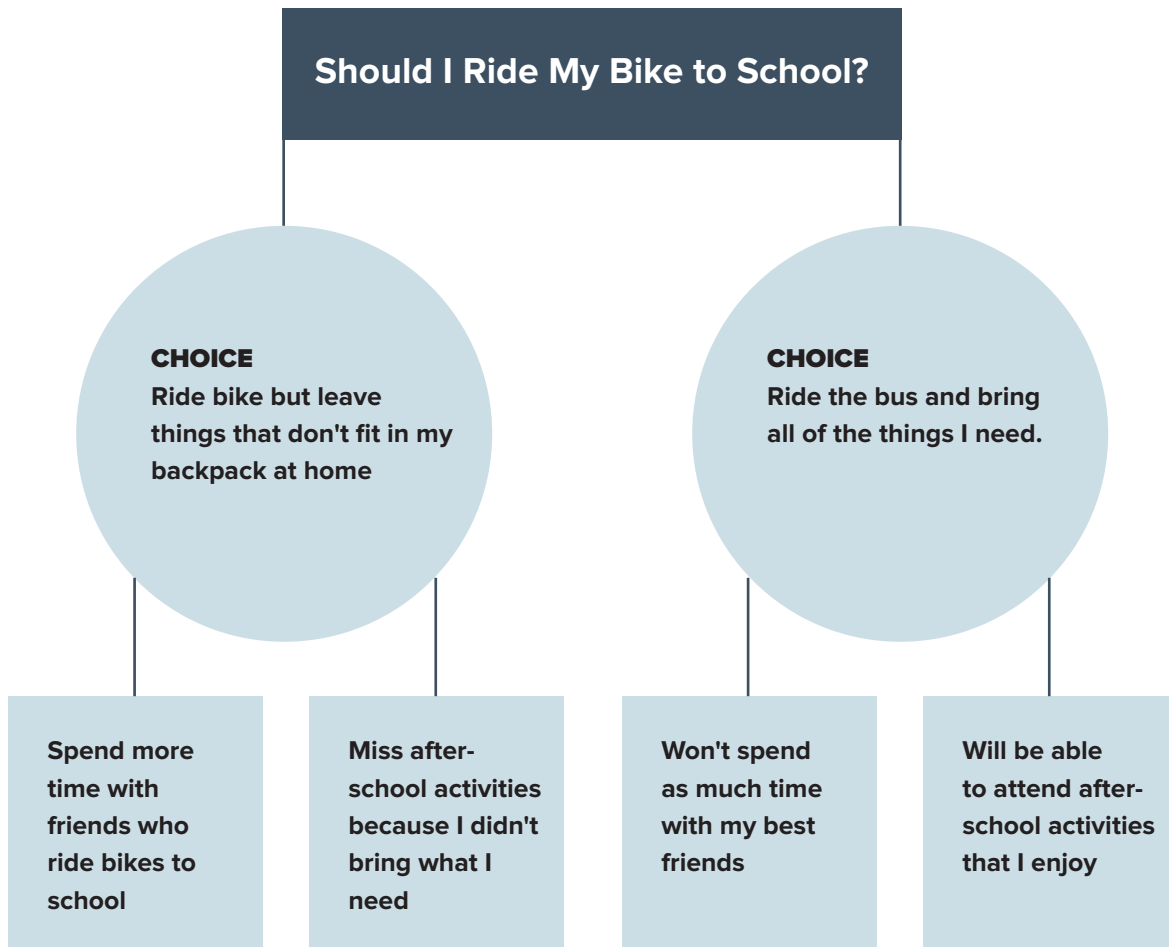 Should I Ride My Bike to School?
CHOICE
Ride bike but leave
things that don't fit in my
backpack at home
CHOICE
Ride the bus and bring
all of the things I need.
Spend more
time with
friends who
ride bikes to
school
Miss after-
school activities
because I didn't
bring what I
need
Won't spend
as much time
with my best
friends
Will be able
to attend after-
school activities
that I enjoy